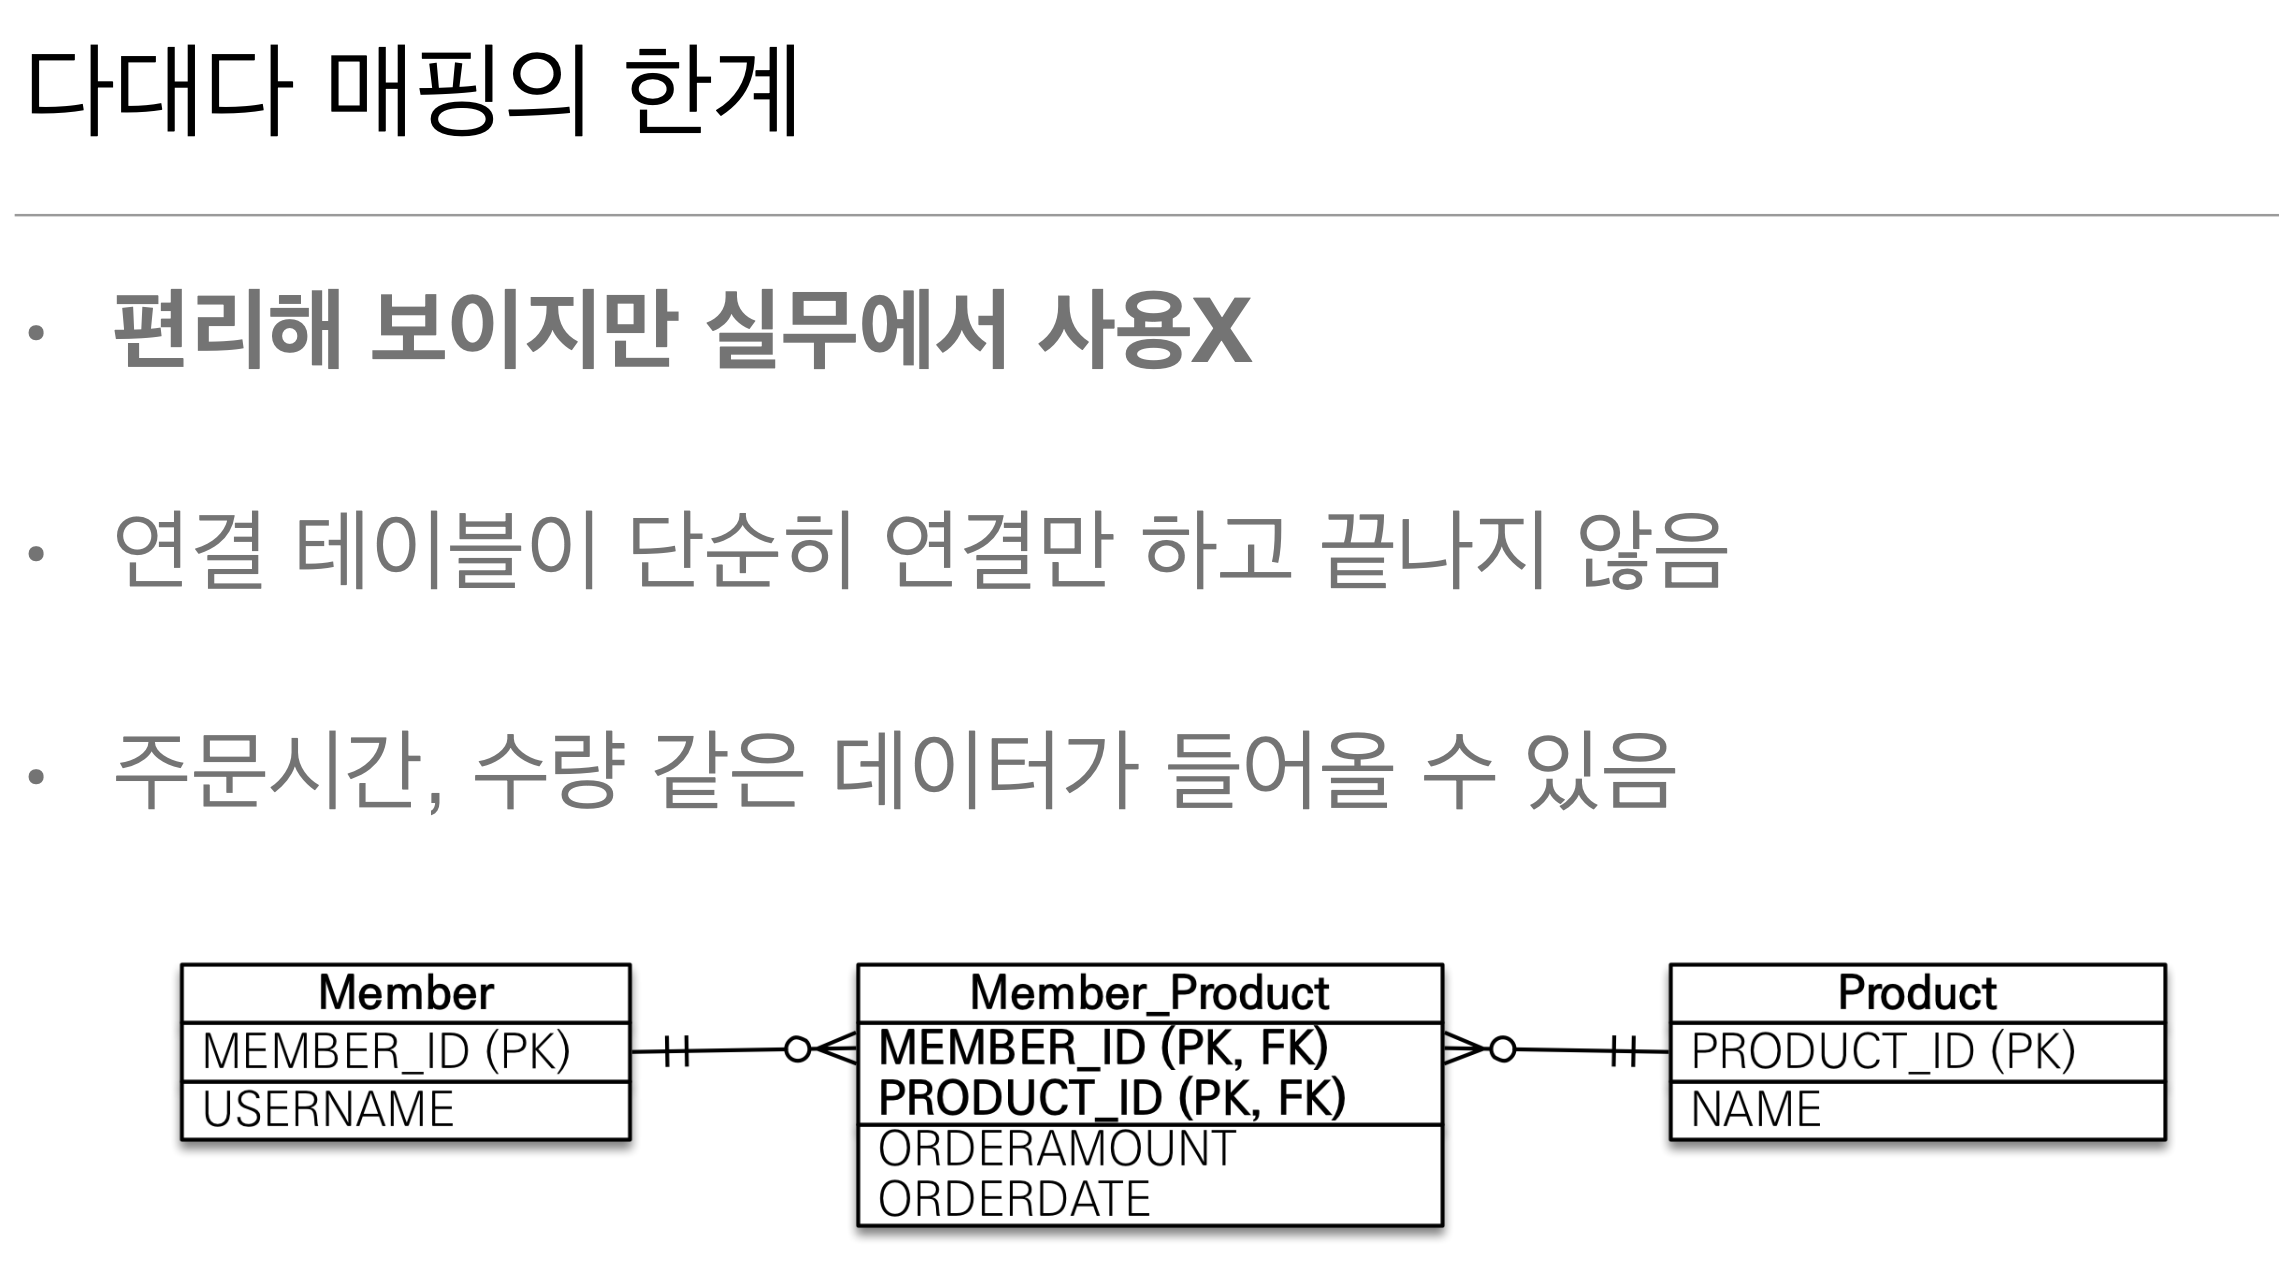 다대다 매핑의 한계
• 편리해 보이지만 실무에서 사용X
• 연결 테이블이 단순히 연결만 하고 끝나지 않음
• 주문시간, 수량 같은 데이터가 들어올 수 있음
Member
MEMBER_ID (PK)
USERNAME
Member_Product
MEMBER_ID (PK, FK)
PRODUCT_ID (PK, FK)
ORDERAMOUNT
ORDERDATE
Product
PRODUCT_ID (PK)
NAME